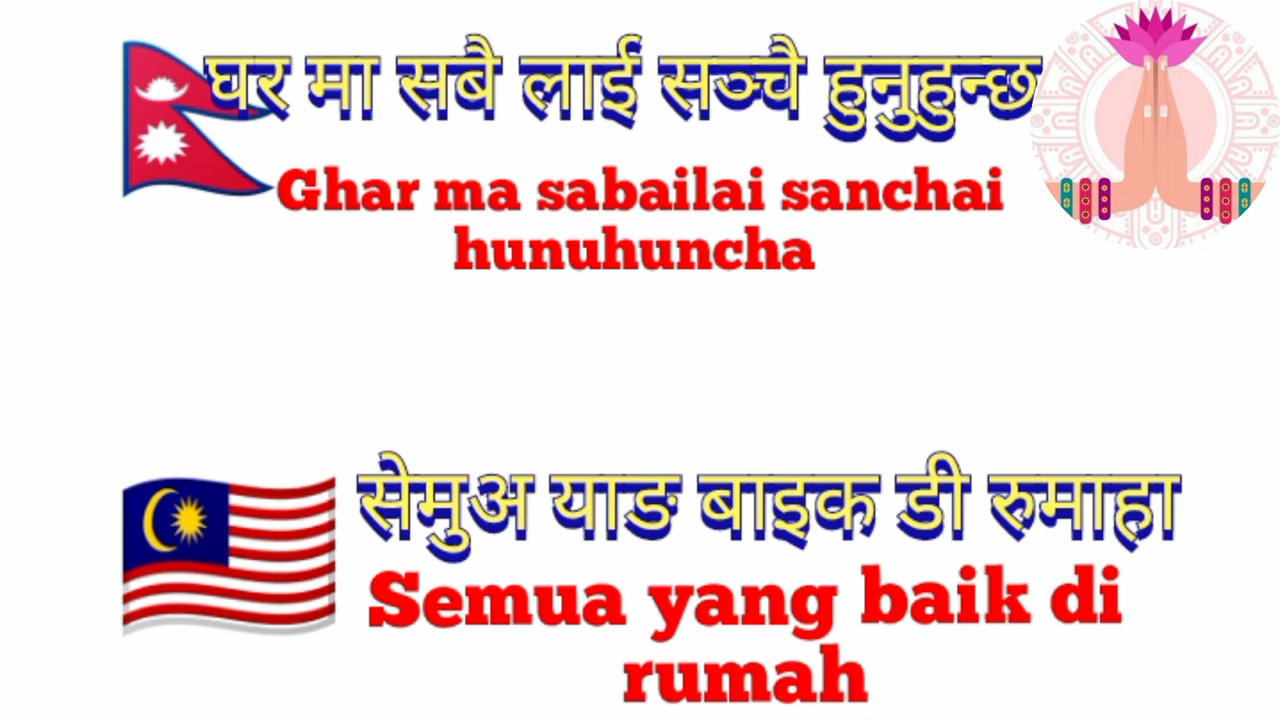 घर मा सबै लाई सञ्चै हुनुहुन्छ
Ghar ma sabailai sanchai
hunuhuncha
सेमुअ याङ बाइक डी रुमाहा
Semua yang baik di
rumah